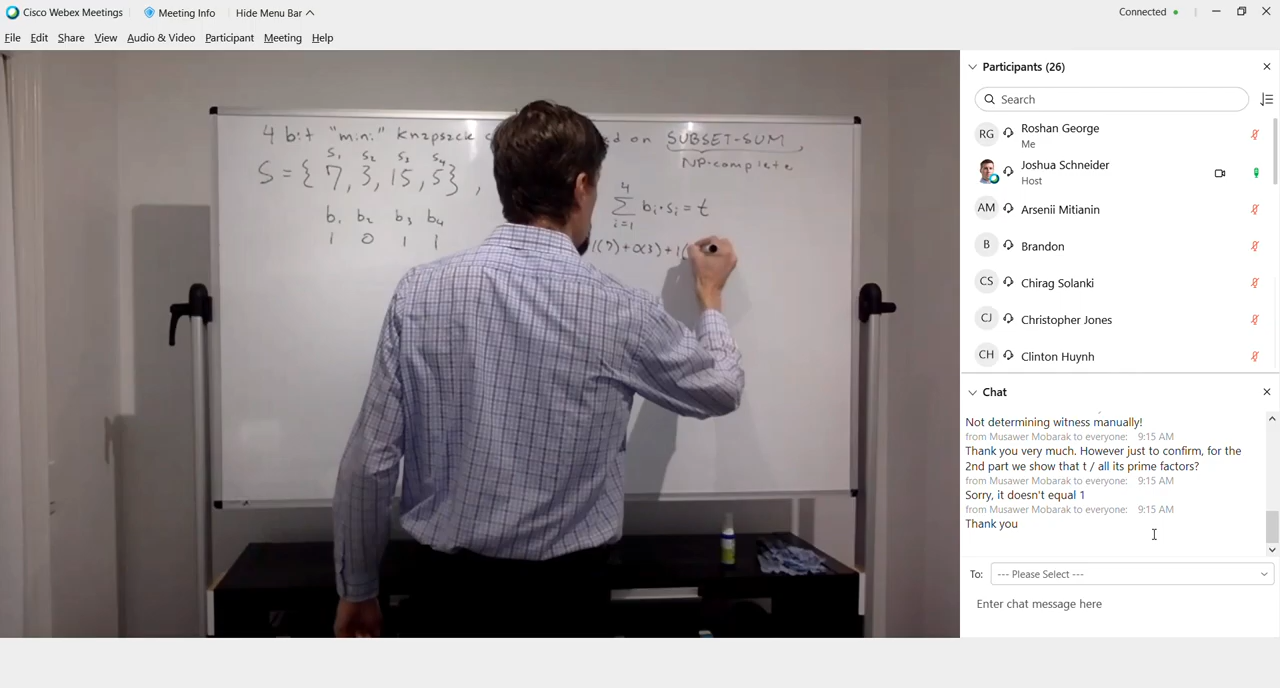 Cisco Webex Meetings Meeting Info Hide Menu Bar Connected
File Edit Share View Audio & Video Participant Meeting Help
4 bit "mini" knapsack on SUBSET-SUM
NP-complete
s₁ s₂ s₃ s₄
S = { 7, 3, 15, 5 } ,
4
∑ bᵢ · sᵢ = t
i=1
b₁ b₂ b₃ b₄
1 0 1 1
1(7)+0(3)+1(
Participants (26)
Search
RG Roshan George
Me
Joshua Schneider
Host
AM Arsenii Mitianin
B Brandon
CS Chirag Solanki
CJ Christopher Jones
CH Clinton Huynh
Chat
Not determining witness manually!
from Musawer Mobarak to everyone: 9:15 AM
Thank you very much. However just to confirm, for the
2nd part we show that t / all its prime factors?
from Musawer Mobarak to everyone: 9:15 AM
Sorry, it doesn't equal 1
from Musawer Mobarak to everyone: 9:15 AM
Thank you
To: --- Please Select ---
Enter chat message here